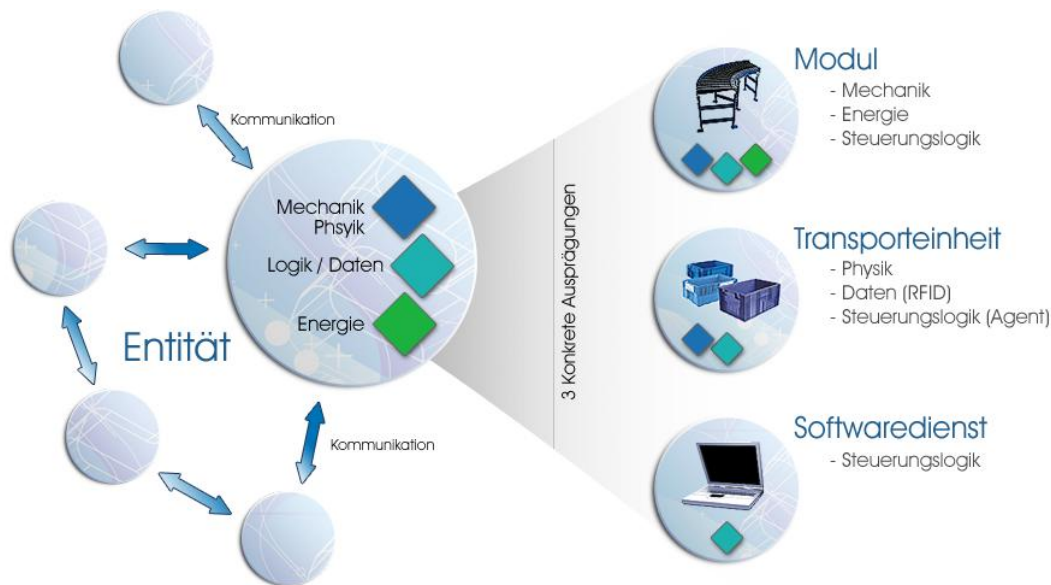 Kommunikation
Mechanik
Phsyik
Logik / Daten
Energie
Entität
Kommunikation
3 Konkrete Ausprägungen
Modul
- Mechanik
- Energie
- Steuerungslogik
Transporteinheit
- Physik
- Daten (RFID)
- Steuerungslogik (Agent)
Softwaredienst
- Steuerungslogik